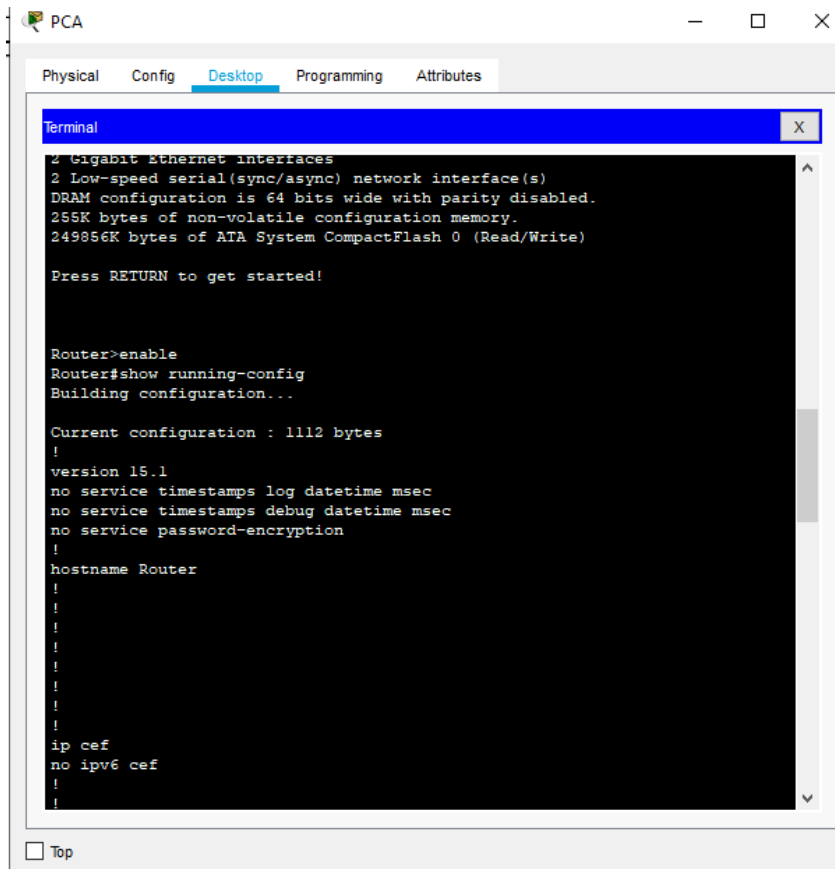 PCA
Physical Config Desktop Programming Attributes
Terminal
X
2 Gigabit Ethernet interfaces
2 Low-speed serial(sync/async) network interface(s)
DRAM configuration is 64 bits wide with parity disabled.
255K bytes of non-volatile configuration memory.
249856K bytes of ATA System CompactFlash 0 (Read/Write)
Press RETURN to get started!
Router>enable
Router#show running-config
Building configuration...
Current configuration : 1112 bytes
!
version 15.1
no service timestamps log datetime msec
no service timestamps debug datetime msec
no service password-encryption
!
hostname Router
!
!
!
!
!
!
!
!
ip cef
no ipv6 cef
!
!
Top